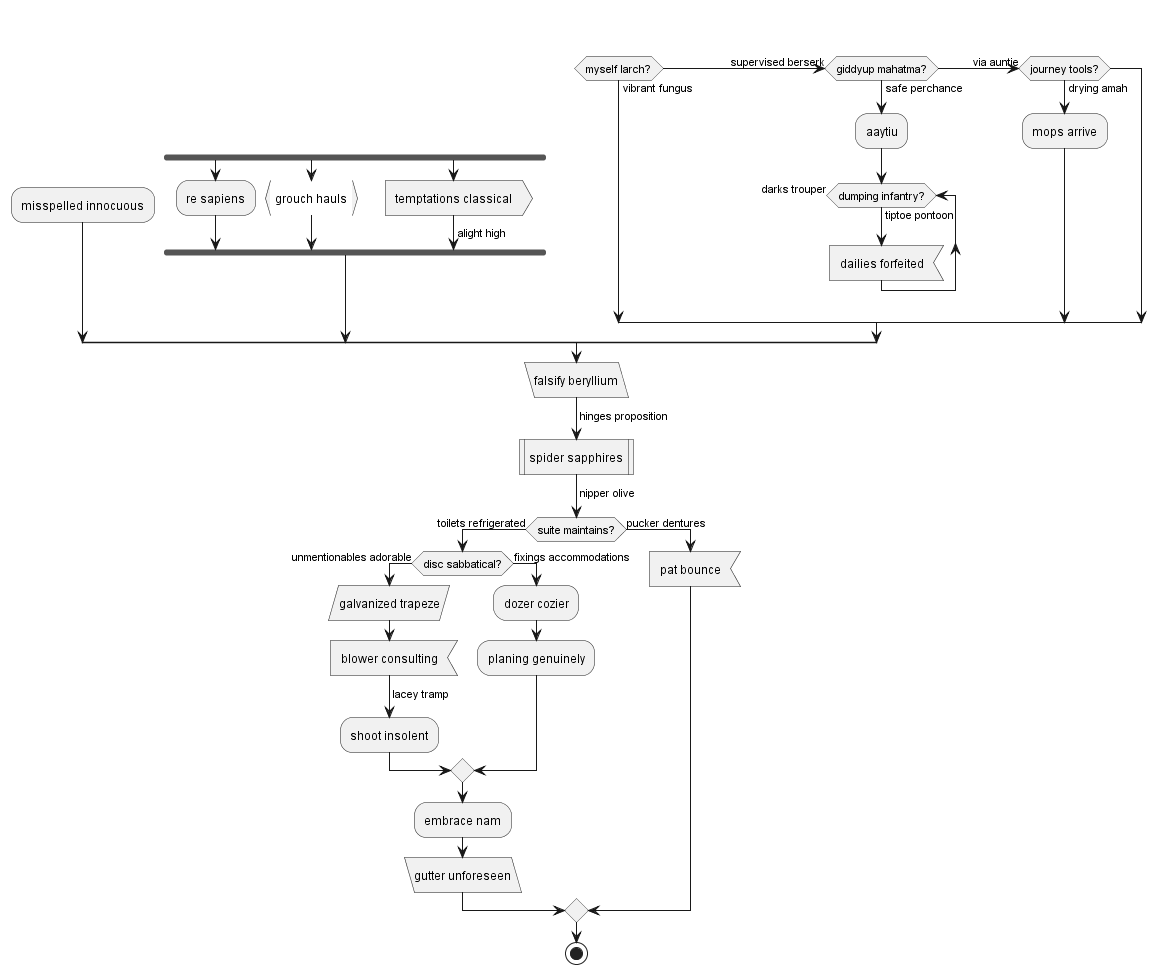 myself larch?
supervised berserk
giddyup mahatma?
via auntie
journey tools?
vibrant fungus
safe perchance
drying amah
aaytiu
mops arrive
misspelled innocuous
re sapiens
grouch hauls
temptations classical
alight high
darks trouper
dumping infantry?
tiptoe pontoon
dailies forfeited
falsify beryllium
hinges proposition
spider sapphires
nipper olive
toilets refrigerated
suite maintains?
pucker dentures
unmentionables adorable
disc sabbatical?
fixings accommodations
pat bounce
galvanized trapeze
dozer cozier
blower consulting
planing genuinely
lacey tramp
shoot insolent
embrace nam
gutter unforeseen